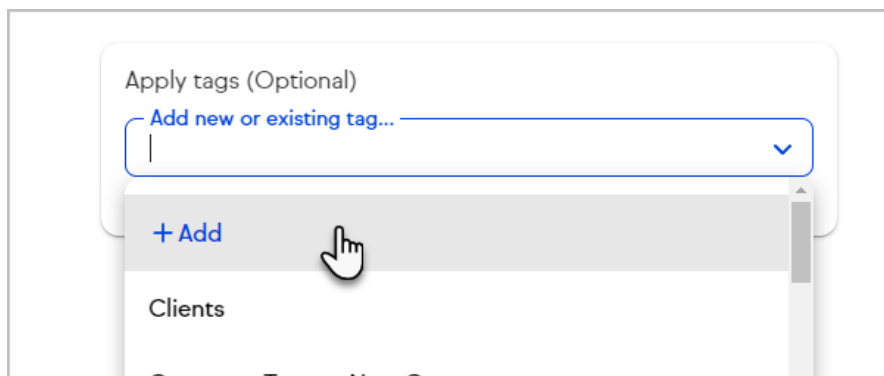 Apply tags (Optional)
Add new or existing tag...
+ Add
Clients